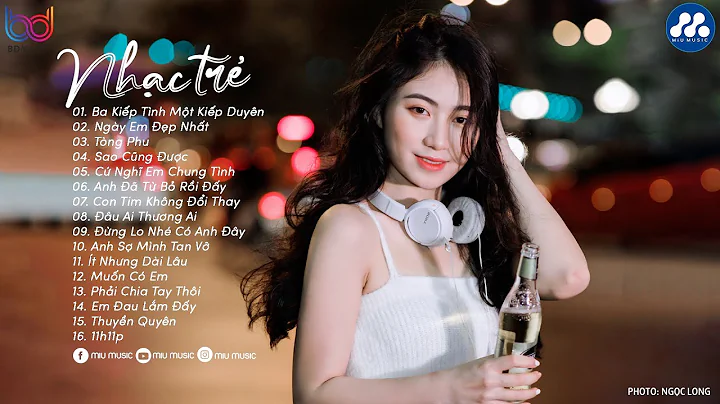 bd
BD
MIU MUSIC
Nhạc trẻ
01. Ba Kiếp Tình Một Kiếp Duyên
02. Ngày Em Đẹp Nhất
03. Tòng Phu
04. Sao Cũng Được
05. Cứ Nghĩ Em Chung Tình
06. Anh Đã Từ Bỏ Rồi Đấy
07. Con Tim Không Đổi Thay
08. Đâu Ai Thương Ai
09. Đừng Lo Nhé Có Anh Đây
10. Anh Sợ Mình Tan Vỡ
11. Ít Nhưng Dài Lâu
12. Muốn Có Em
13. Phải Chia Tay Thôi
14. Em Đau Lắm Đấy
15. Thuyền Quyên
16. 11h11p
miu music miu music miu music
PHOTO: NGỌC LONG